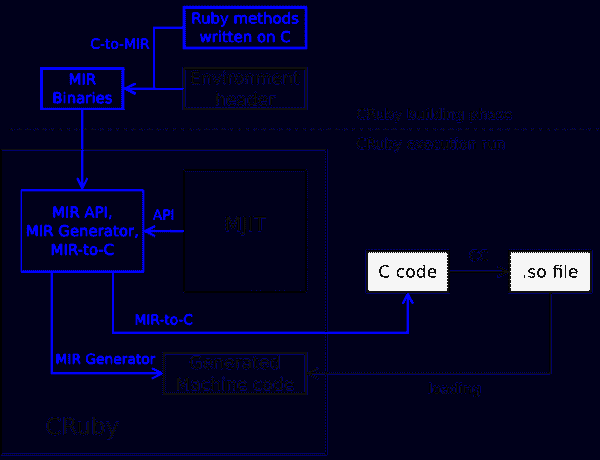 Ruby methods
written on C
C-to-MIR
MIR
Binaries
Environment
header
CRuby building phase
CRuby execution run
MIR API,
MIR Generator,
MIR-to-C
API
MJIT
C code
CC
.so file
MIR-to-C
MIR Generator
Generated
Machine code
loading
CRuby